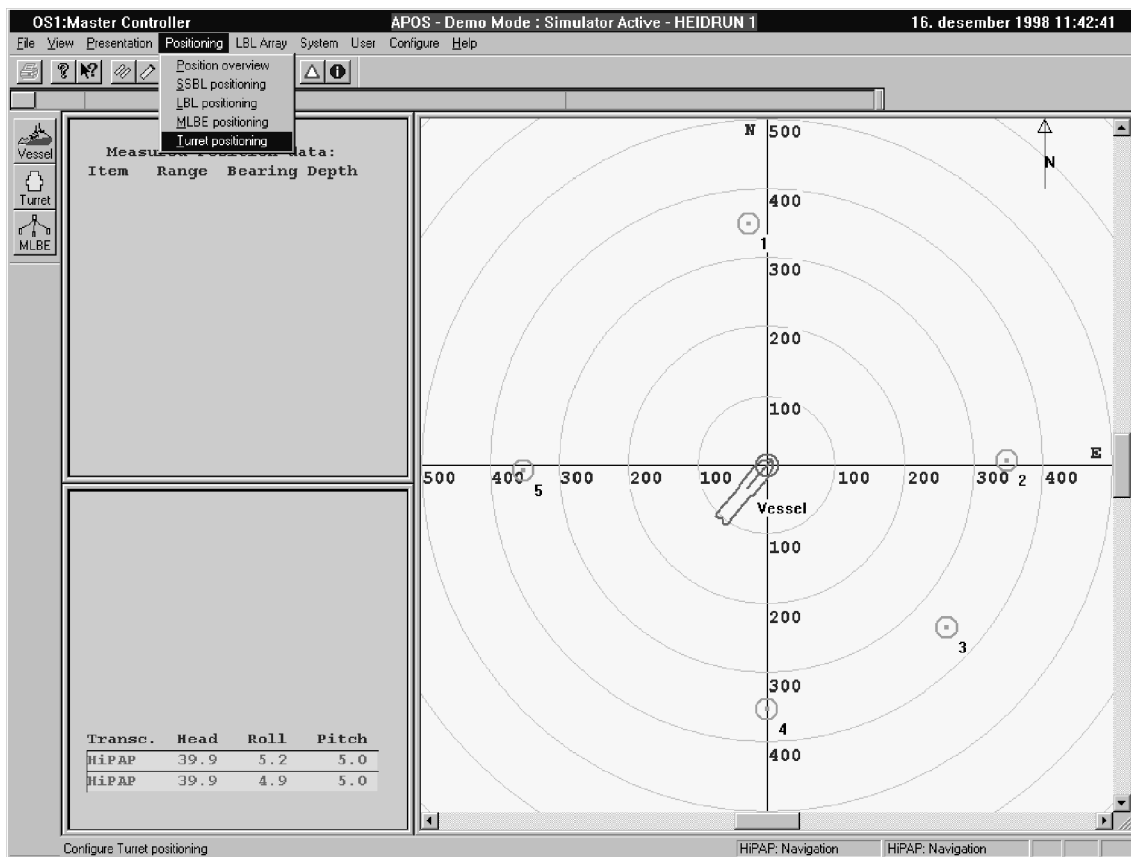 OS1:Master Controller APOS - Demo Mode : Simulator Active - HEIDRUN 1 16. desember 1998 11:42:41
File View Presentation Positioning LBL Array System User Configure Help
Position overview
SSBL positioning
LBL positioning
MLBE positioning
Turret positioning
Vessel
Turret
MLBE
Item Range Bearing Depth
N 500
N
400
1
300
200
100
E
500 400 300 200 100 100 200 300 400
5
2
Vessel
100
200
3
300
4
400
Transc. Head Roll Pitch
HiPAP 39.9 5.2 5.0
HiPAP 39.9 4.9 5.0
Configure Turret positioning HiPAP: Navigation HiPAP: Navigation